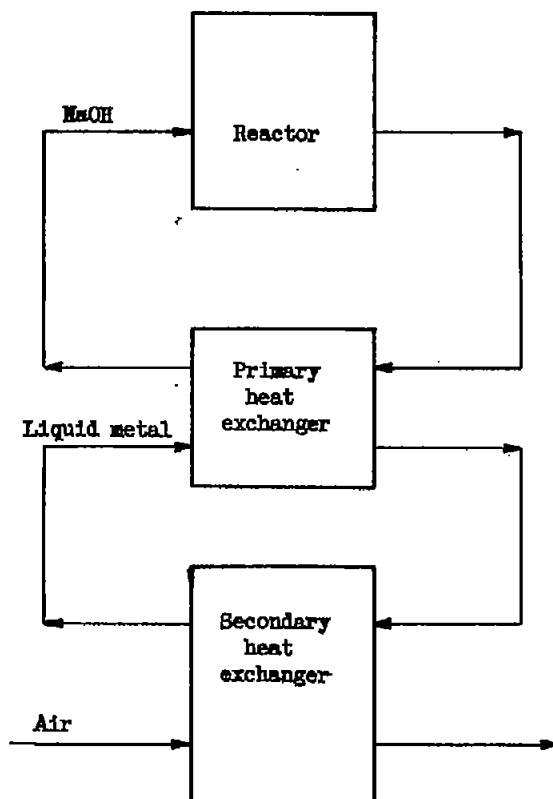 NaOH
Reactor
Primary
heat
exchanger
Liquid metal
Secondary
heat
exchanger
Air